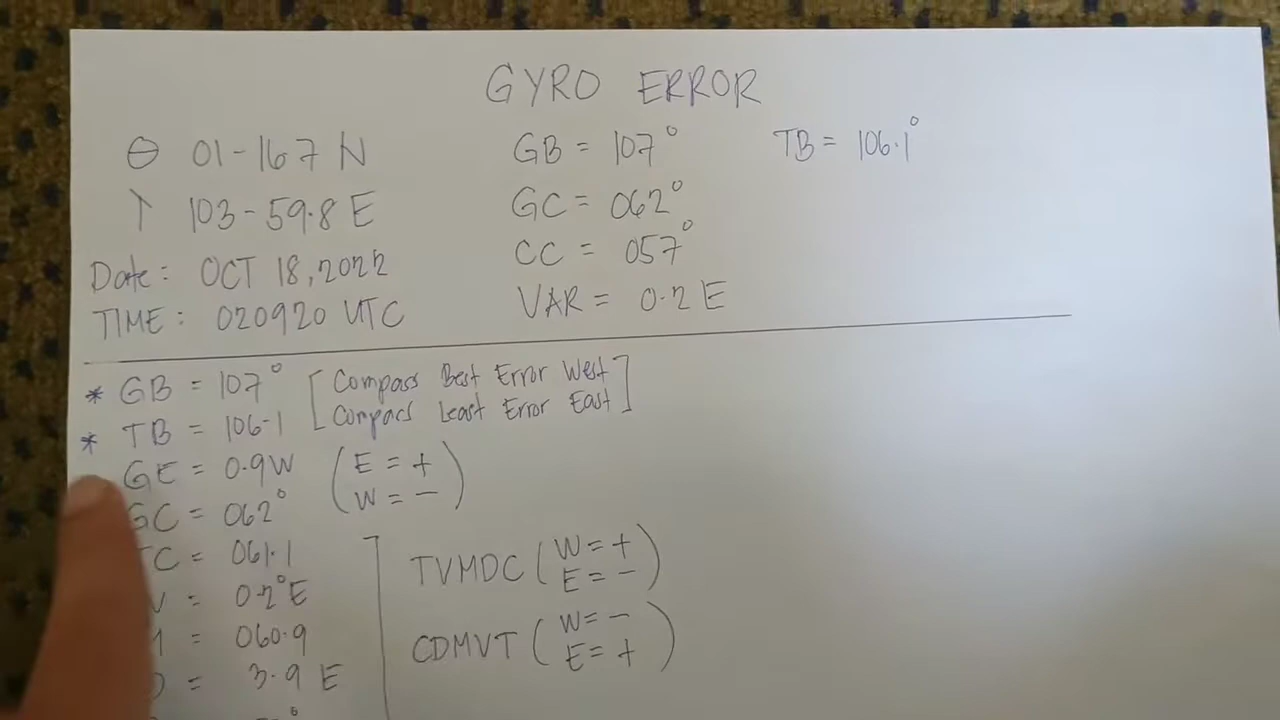 GYRO ERROR
θ 01-167 N
λ 103-59.8 E
Date: OCT 18,2022
TIME: 020920 UTC
GB = 107°
GC = 062°
CC = 057°
VAR = 0.2 E
TB = 106.1°
* GB = 107° [Compass Best Error West]
* TB = 106.1 [Compass Least Error East]
GE = 0.9W (E = +
W = -)
GC = 062°
TC = 061.1
V = 0.2°E
= 060.9
= 3.9 E
TVMDC (W = +
E = -)
CDMVT (W = -
E = +)